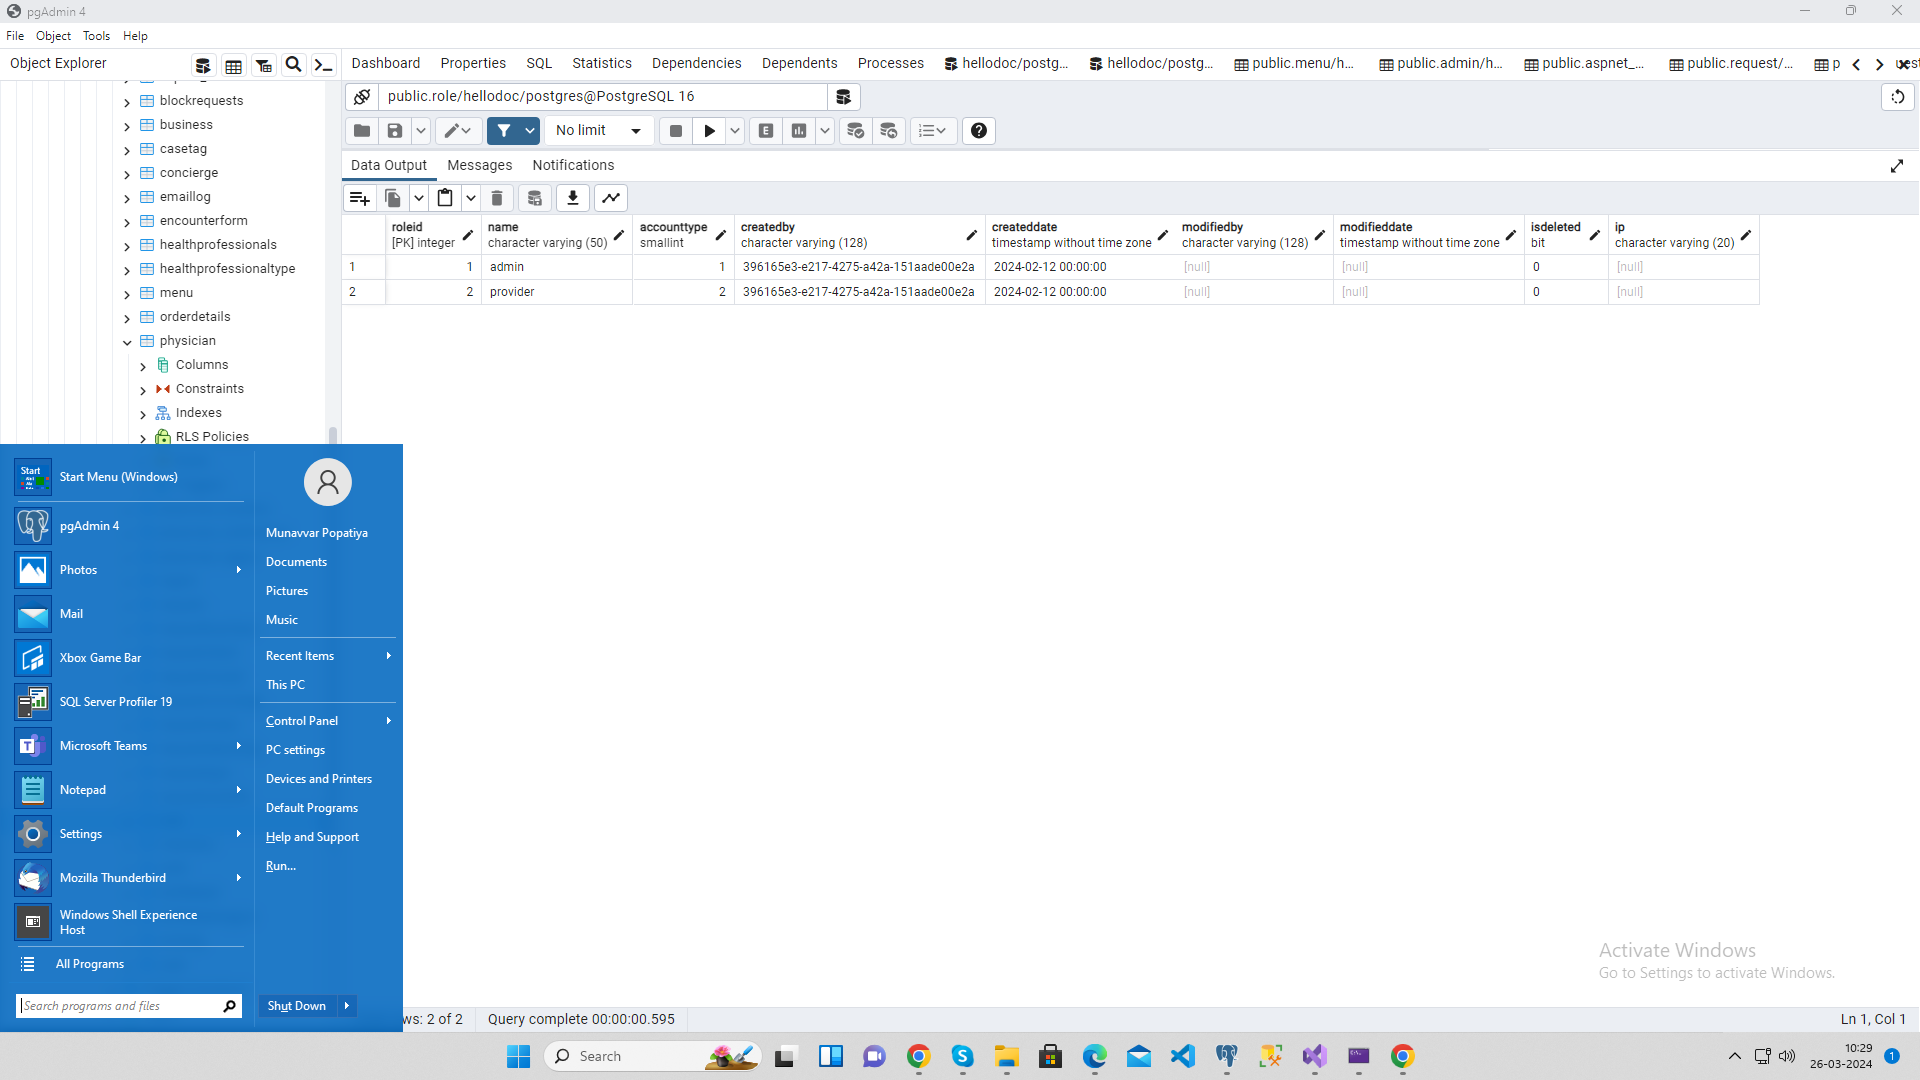 pgAdmin 4
File Object Tools Help
Object Explorer
Dashboard Properties SQL Statistics Dependencies Dependents Processes hellodoc/postg... hellodoc/postg... public.menu/h... public.admin/h... public.aspnet_... public.request/... p
public.role/hellodoc/postgres@PostgreSQL 16
No limit
E
Data Output Messages Notifications
roleid
[PK] integer
name
character varying (50)
accounttype
smallint
createdby
character varying (128)
createddate
timestamp without time zone
modifiedby
character varying (128)
modifieddate
timestamp without time zone
isdeleted
bit
ip
character varying (20)
1 1 admin 1 396165e3-e217-4275-a42a-151aade00e2a 2024-02-12 00:00:00 [null] [null] 0 [null]
2 2 provider 2 396165e3-e217-4275-a42a-151aade00e2a 2024-02-12 00:00:00 [null] [null] 0 [null]
blockrequests
business
casetag
concierge
emaillog
encounterform
healthprofessionals
healthprofessionaltype
menu
orderdetails
physician
Columns
Constraints
Indexes
RLS Policies
Start
Start Menu (Windows)
pgAdmin 4
Photos
Mail
Xbox Game Bar
SQL Server Profiler 19
Microsoft Teams
Notepad
Settings
Mozilla Thunderbird
Windows Shell Experience
Host
All Programs
Search programs and files
Munavvar Popatiya
Documents
Pictures
Music
Recent Items
This PC
Control Panel
PC settings
Devices and Printers
Default Programs
Help and Support
Run...
Shut Down
Activate Windows
Go to Settings to activate Windows.
ws: 2 of 2 Query complete 00:00:00.595
Ln 1, Col 1
Search
10:29
26-03-2024
1